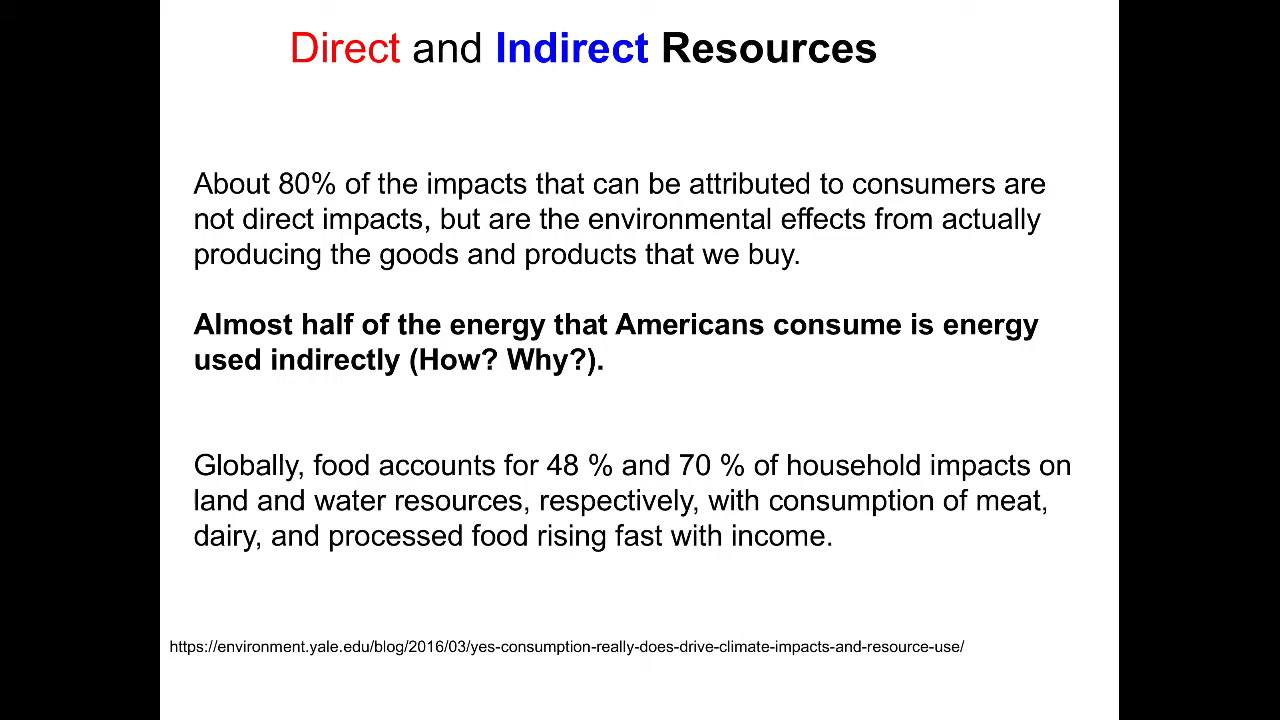 Direct and Indirect Resources
About 80% of the impacts that can be attributed to consumers are
not direct impacts, but are the environmental effects from actually
producing the goods and products that we buy.
Almost half of the energy that Americans consume is energy
used indirectly (How? Why?).
Globally, food accounts for 48 % and 70 % of household impacts on
land and water resources, respectively, with consumption of meat,
dairy, and processed food rising fast with income.
https://environment.yale.edu/blog/2016/03/yes-consumption-really-does-drive-climate-impacts-and-resource-use/